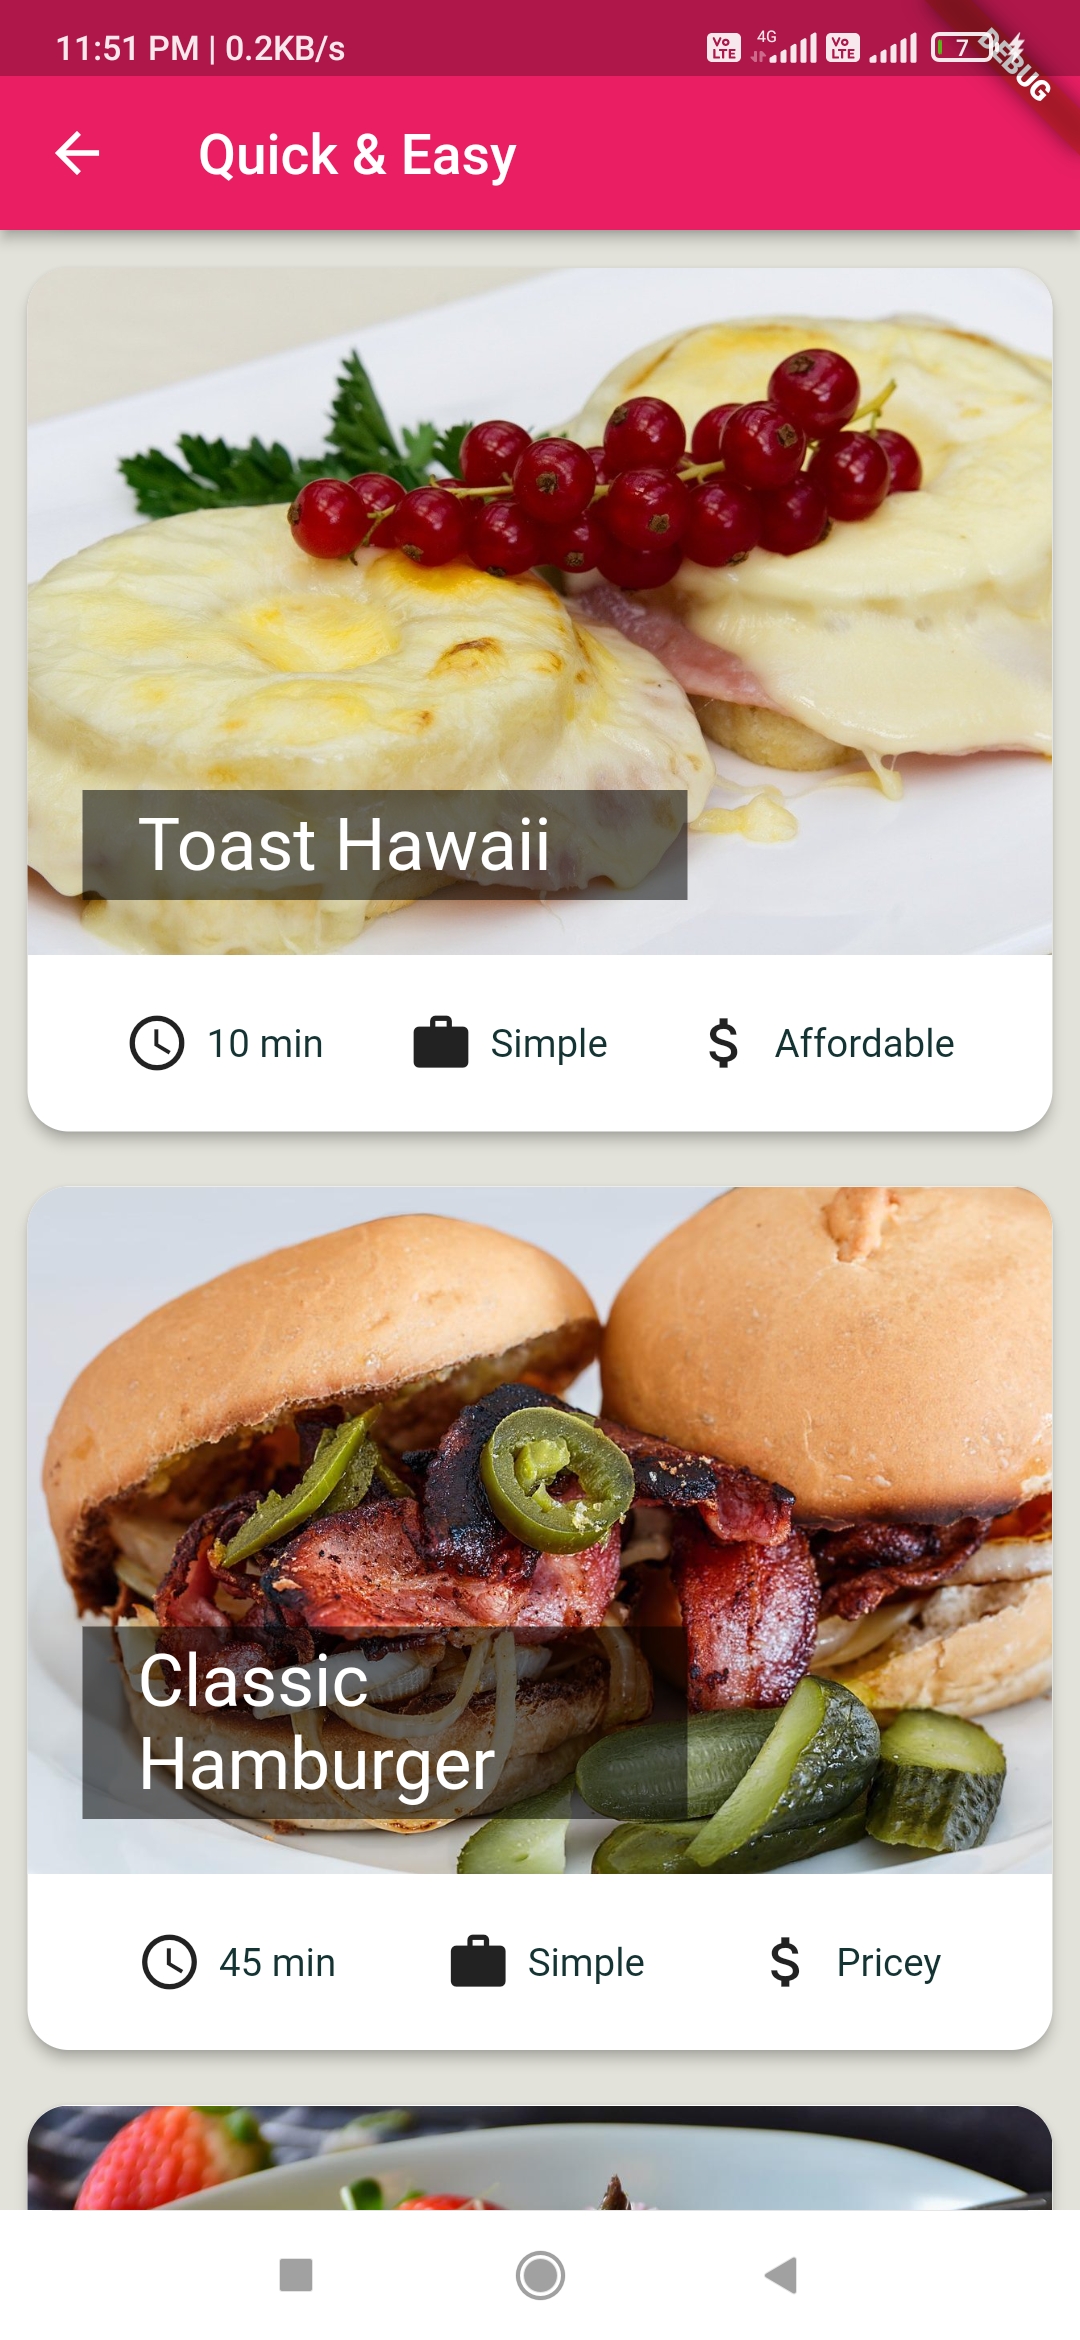 11:51 PM | 0.2KB/s
Vo LTE 4G Vo LTE 7
DEBUG
Quick & Easy
Toast Hawaii
10 min Simple $ Affordable
Classic
Hamburger
45 min Simple $ Pricey